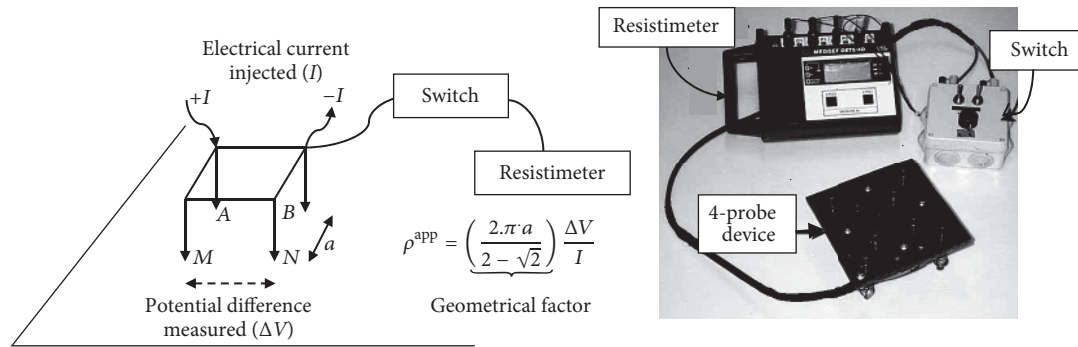 Electrical current
injected (I)
+I
−I
Switch
Resistimeter
A
B
M
N
a
Potential difference
measured (ΔV)
ρ^app = (2.π·a / 2 − √2) ΔV / I
Geometrical factor
Resistimeter
Switch
4-probe
device